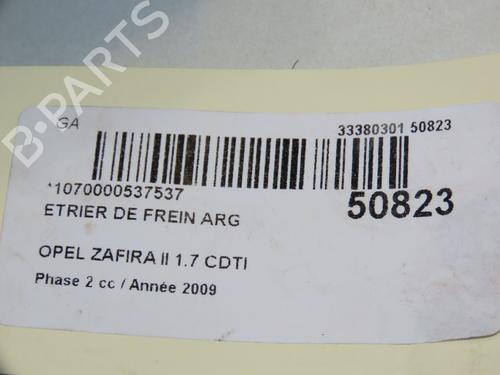 B-PARTS
GA
33380301 50823
*1070000537537
50823
ETRIER DE FREIN ARG
OPEL ZAFIRA II 1.7 CDTI
Phase 2 cc / Année 2009